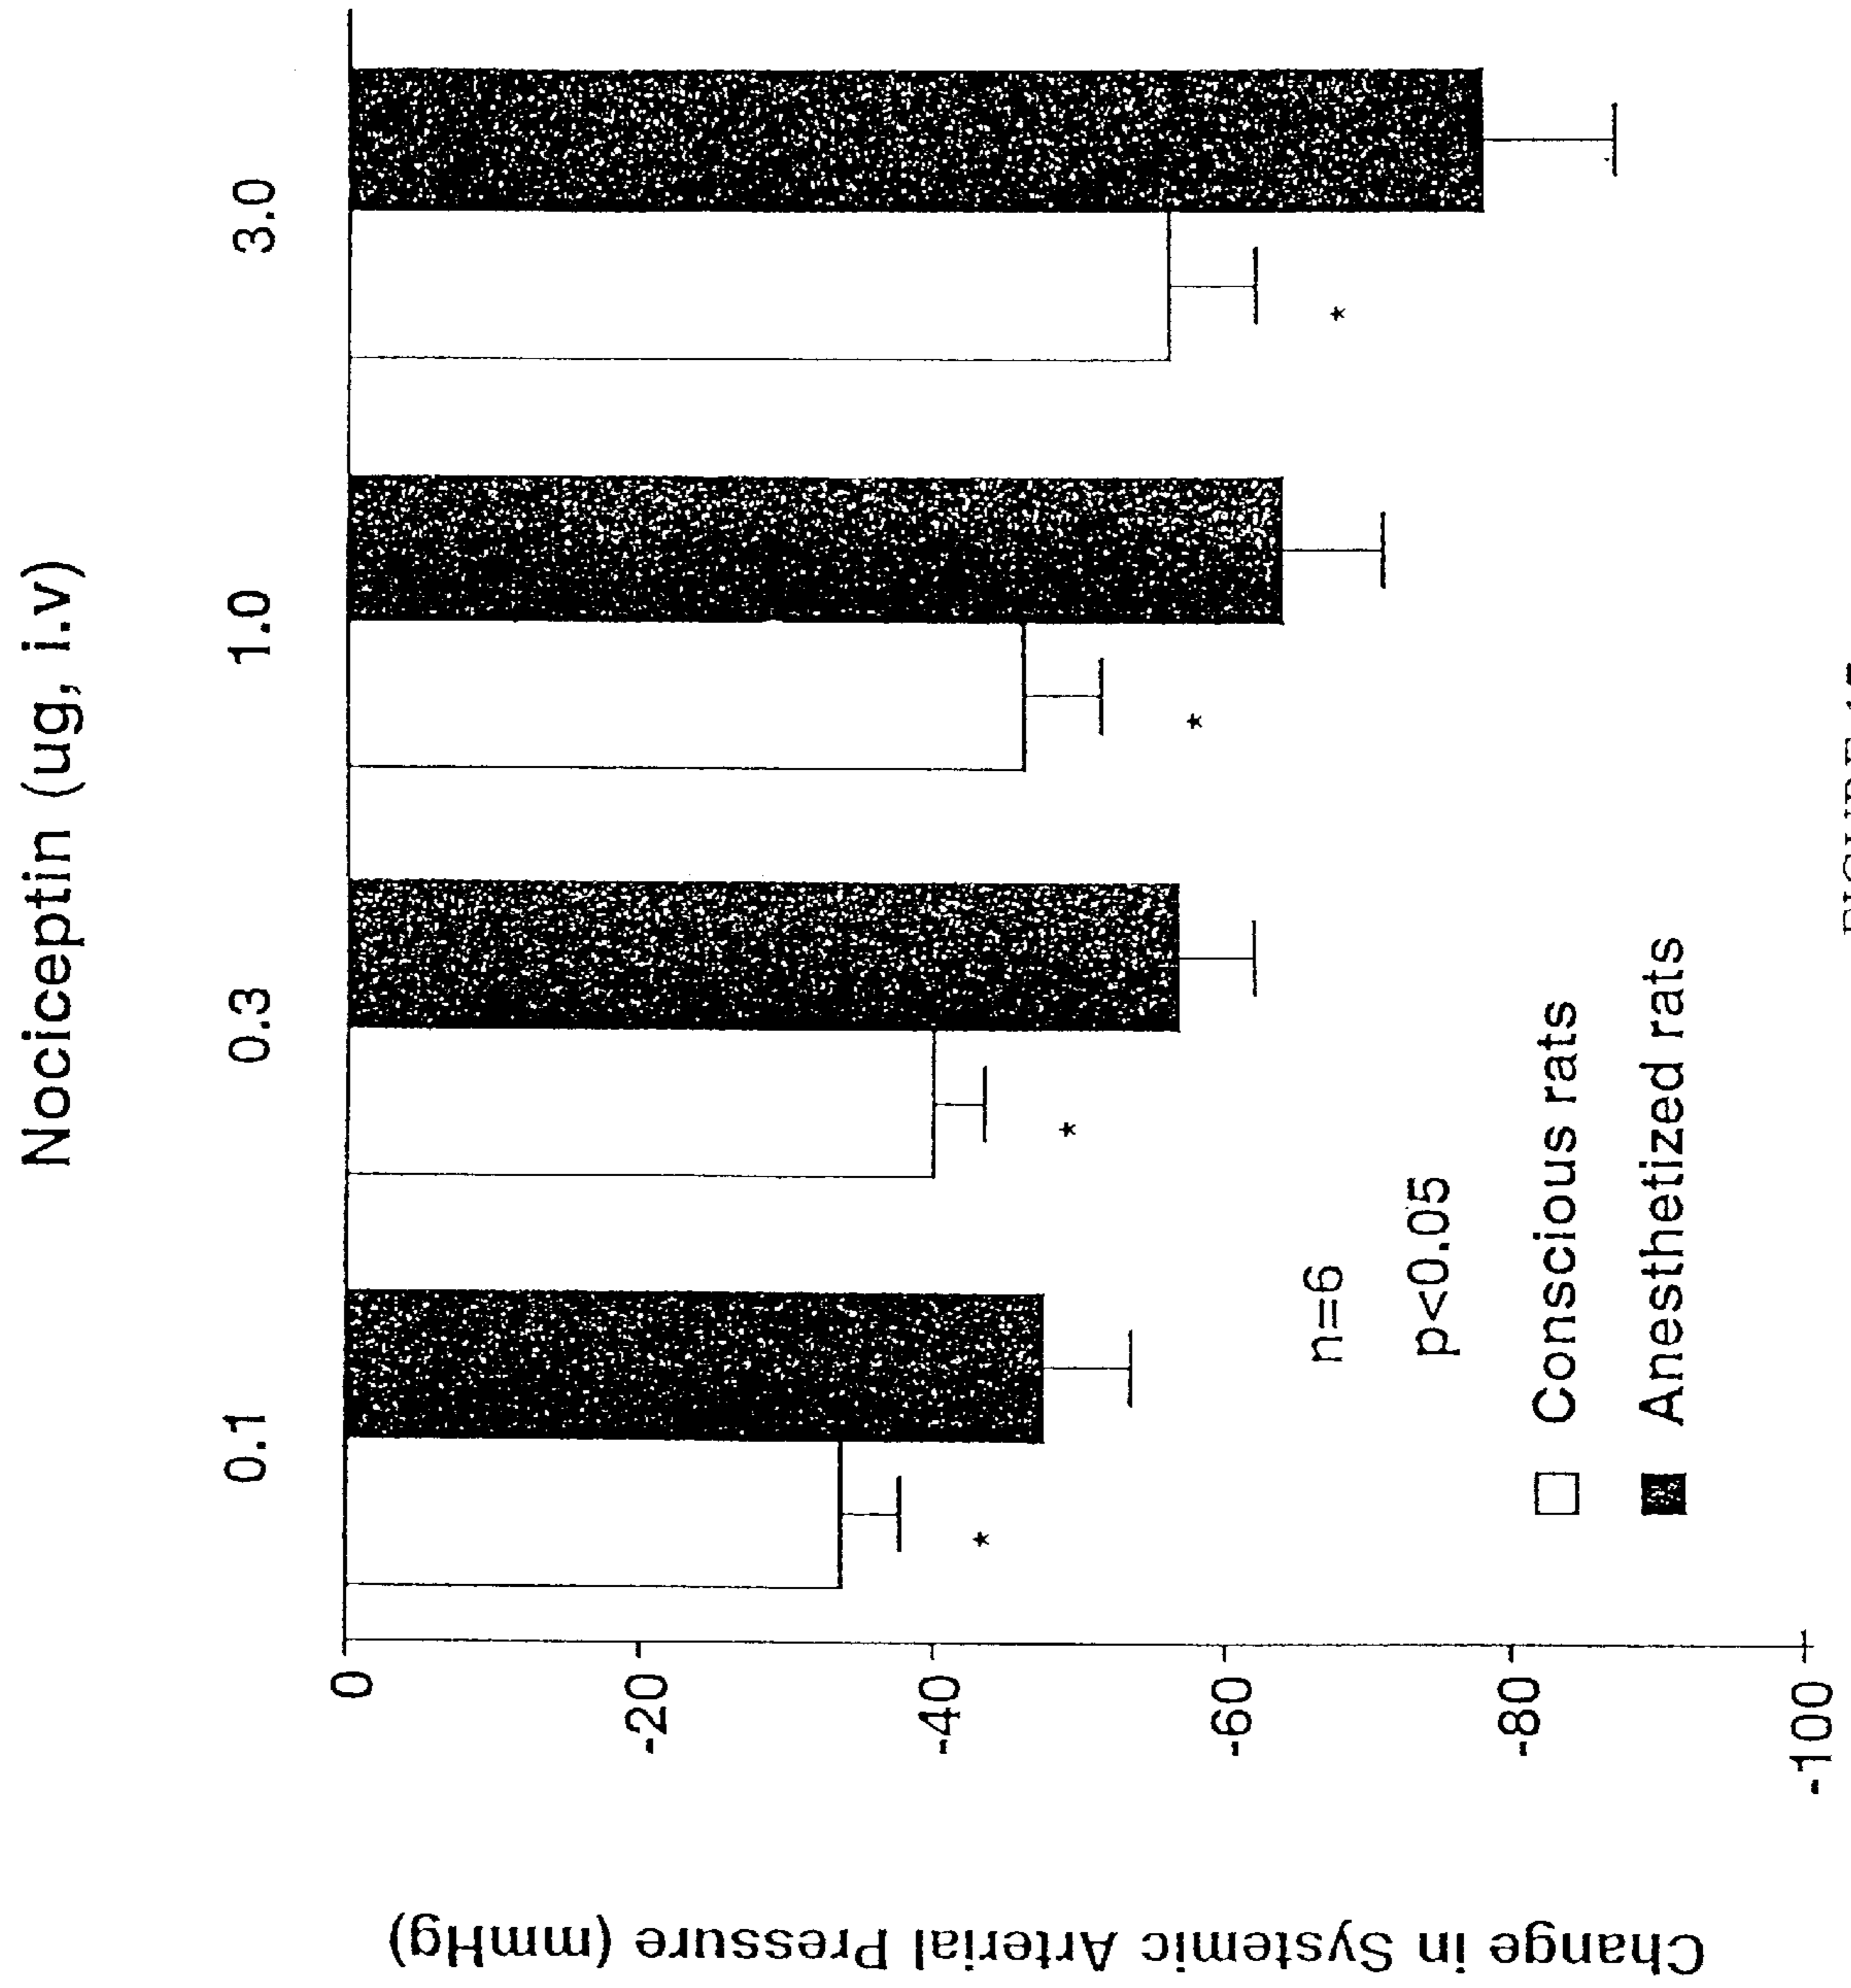 Nociceptin (ug, i.v)
0.1 0.3 1.0 3.0
0
-20
-40
-60
-80
-100
Change in Systemic Arterial Pressure (mmHg)
*
*
*
*
n=6
p<0.05
Conscious rats
Anesthetized rats
FIGURE